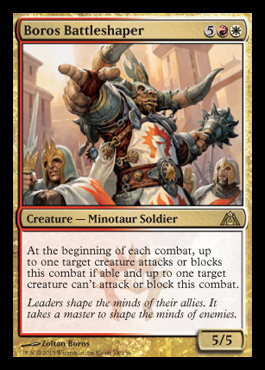 Boros Battleshaper 5
Creature — Minotaur Soldier
At the beginning of each combat, up
to one target creature attacks or blocks
this combat if able and up to one target
creature can't attack or block this combat.
Leaders shape the minds of their allies. It
takes a master to shape the minds of enemies.
5/5
Zoltan Boros